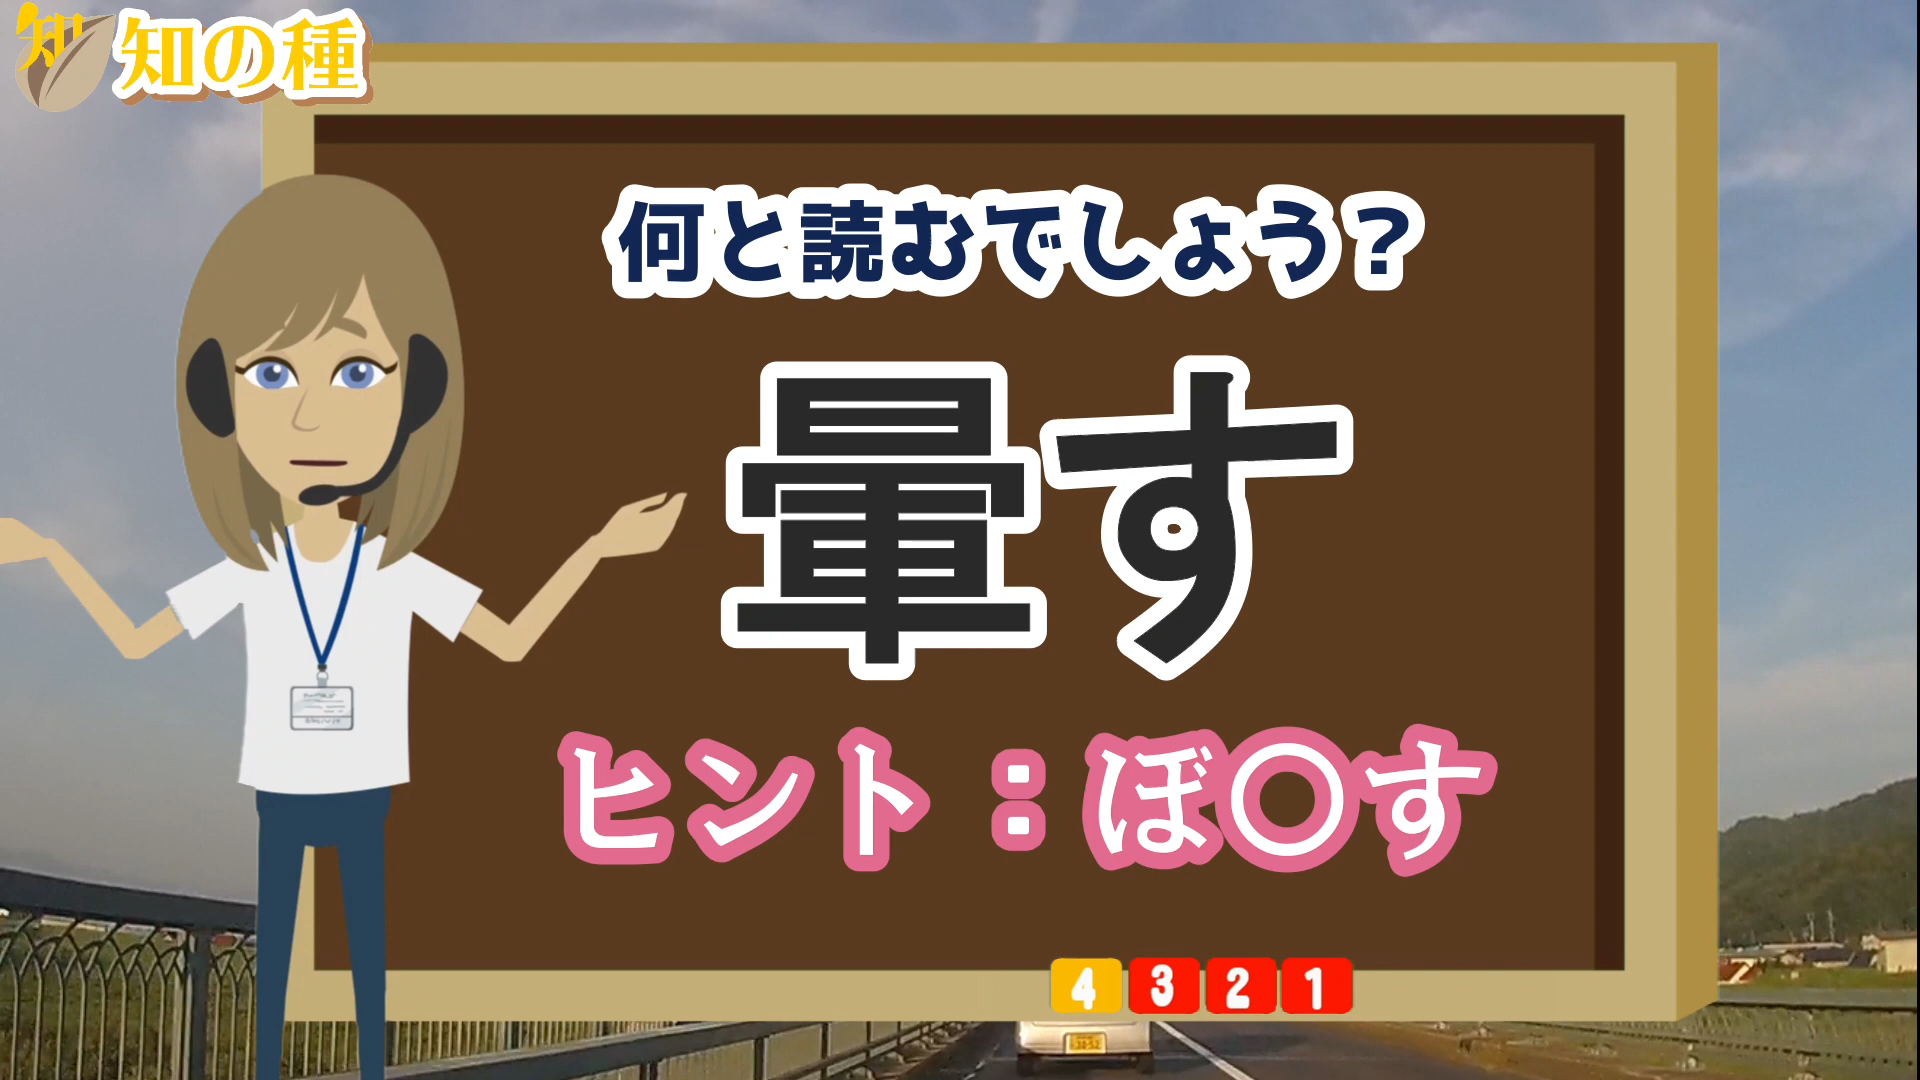 知 知の種
何と読むでしょう？
暈す
ヒント：ぼ〇す
4 3 2 1